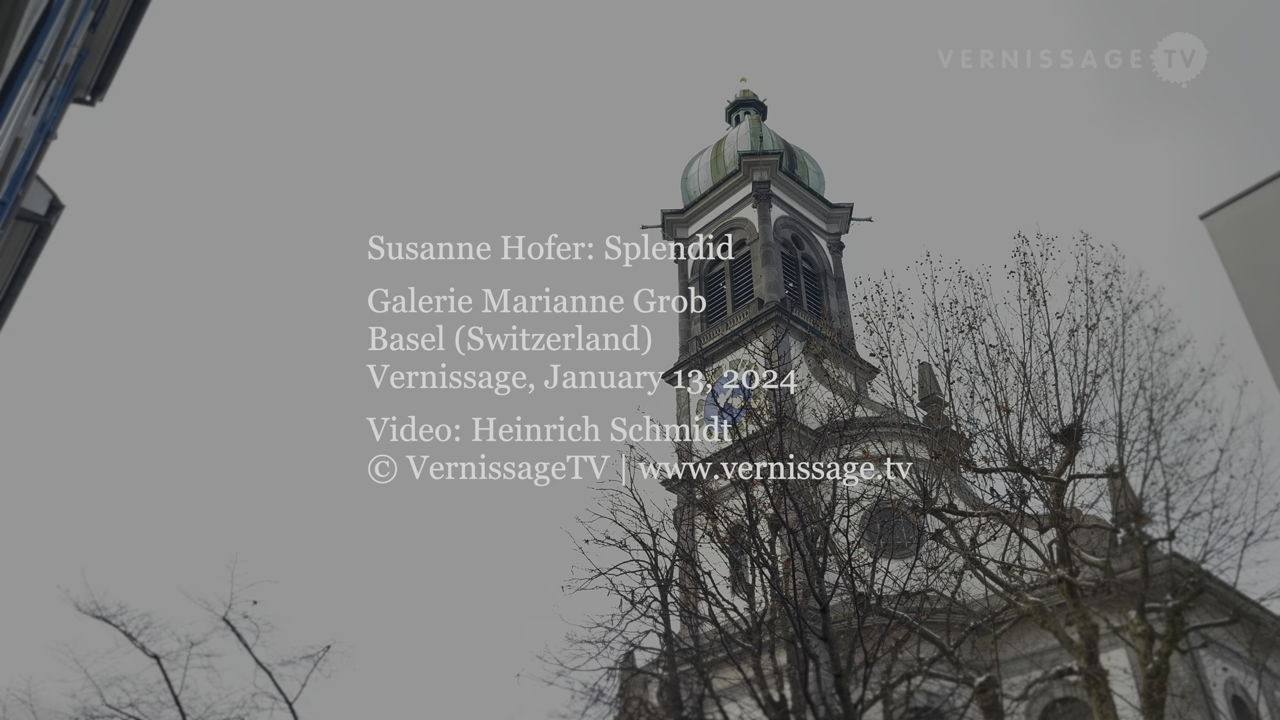 VERNISSAGE TV
Susanne Hofer: Splendid
Galerie Marianne Grob
Basel (Switzerland)
Vernissage, January 13, 2024
Video: Heinrich Schmidt
© VernissageTV | www.vernissage.tv